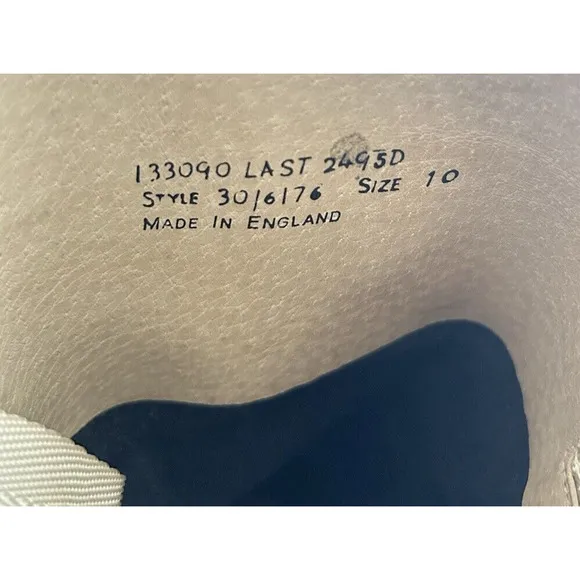 133090 LAST 2495D
STYLE 30/6176 SIZE 10
MADE IN ENGLAND